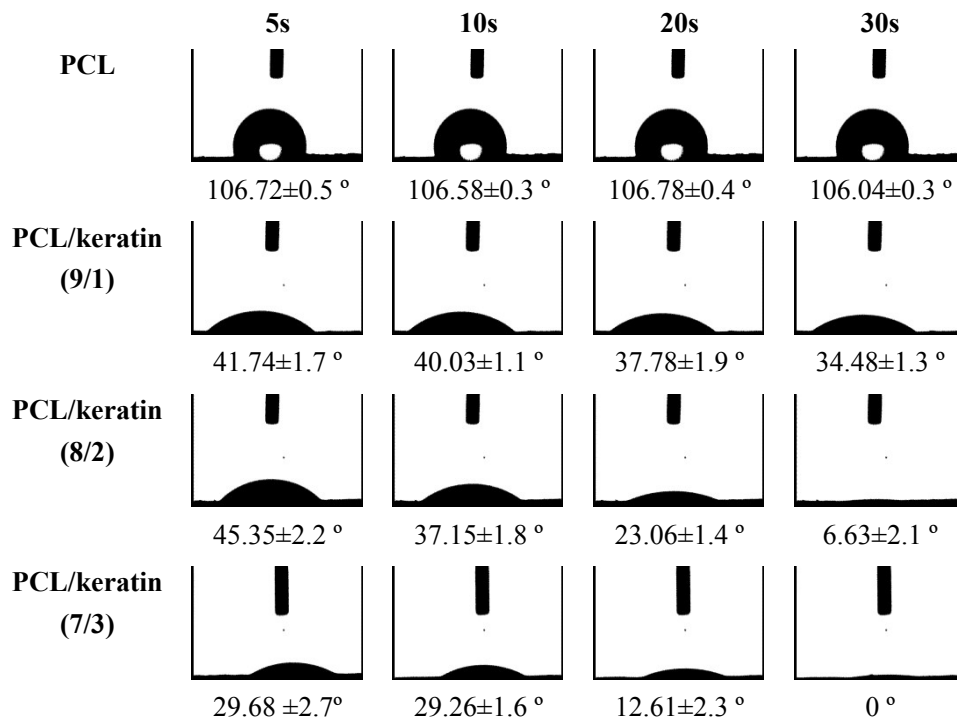 5s 10s 20s 30s
PCL
106.72±0.5 º 106.58±0.3 º 106.78±0.4 º 106.04±0.3 º
PCL/keratin
(9/1)
41.74±1.7 º 40.03±1.1 º 37.78±1.9 º 34.48±1.3 º
PCL/keratin
(8/2)
45.35±2.2 º 37.15±1.8 º 23.06±1.4 º 6.63±2.1 º
PCL/keratin
(7/3)
29.68 ±2.7º 29.26±1.6 º 12.61±2.3 º 0 º